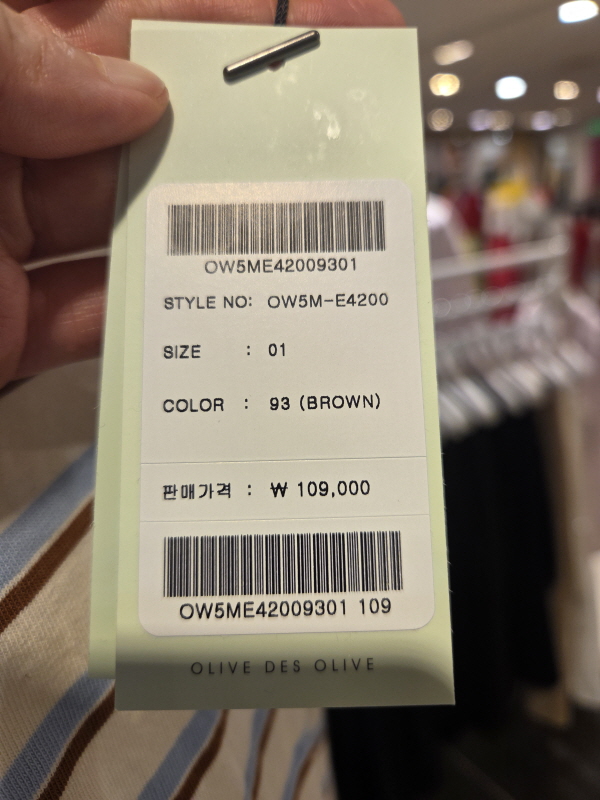 OW5ME42009301
STYLE NO: OW5M-E4200
SIZE : 01
COLOR : 93 (BROWN)
판매가격 : ₩ 109,000
OW5ME42009301 109
OLIVE DES OLIVE